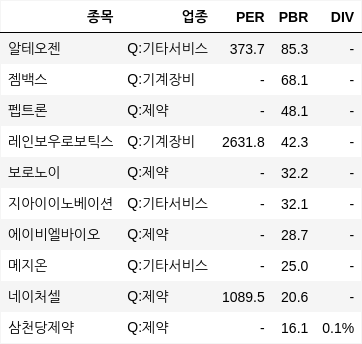 종목 업종 PER PBR DIV
알테오젠 Q:기타서비스 373.7 85.3 -
젬백스 Q:기계장비 - 68.1 -
펩트론 Q:제약 - 48.1 -
레인보우로보틱스 Q:기계장비 2631.8 42.3 -
보로노이 Q:제약 - 32.2 -
지아이이노베이션 Q:기타서비스 - 32.1 -
에이비엘바이오 Q:제약 - 28.7 -
메지온 Q:기타서비스 - 25.0 -
네이처셀 Q:제약 1089.5 20.6 -
삼천당제약 Q:제약 - 16.1 0.1%